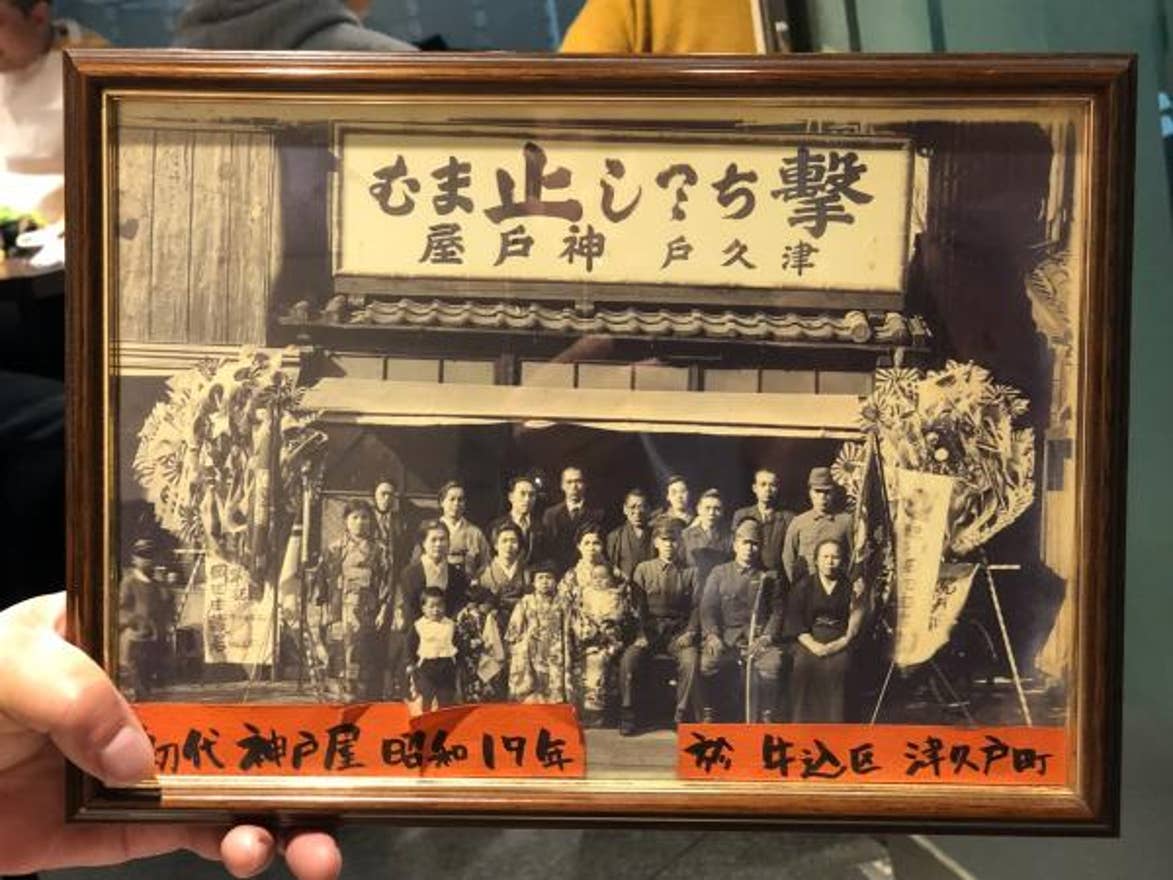 撃ちてし止まむ
津久戸 神戸屋
初代 神戸屋 昭和17年
於 牛込区 津久戸町